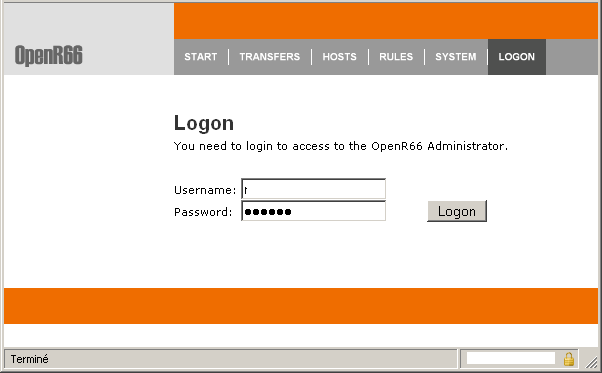 OpenR66
START TRANSFERS HOSTS RULES SYSTEM LOGON
Logon
You need to login to access to the OpenR66 Administrator.
Username:
Password: ●●●●●●
Logon
Terminé